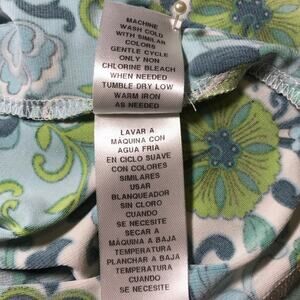 MACHINE
WASH COLD
WITH SIMILAR
COLORS
GENTLE CYCLE
ONLY NON
CHLORINE BLEACH
WHEN NEEDED
TUMBLE DRY LOW
WARM IRON
AS NEEDED
LAVAR A
MAQUINA CON
AGUA FRIA
EN CICLO SUAVE
CON COLORES
SIMILARES
USAR
BLANQUEADOR
SIN CLORO
CUANDO
SE NECESITE
SECAR A
MÁQUINA A BAJA
TEMPERATURA
PLANCHAR A BAJA
TEMPERATURA
CUANDO
SE NECESITE